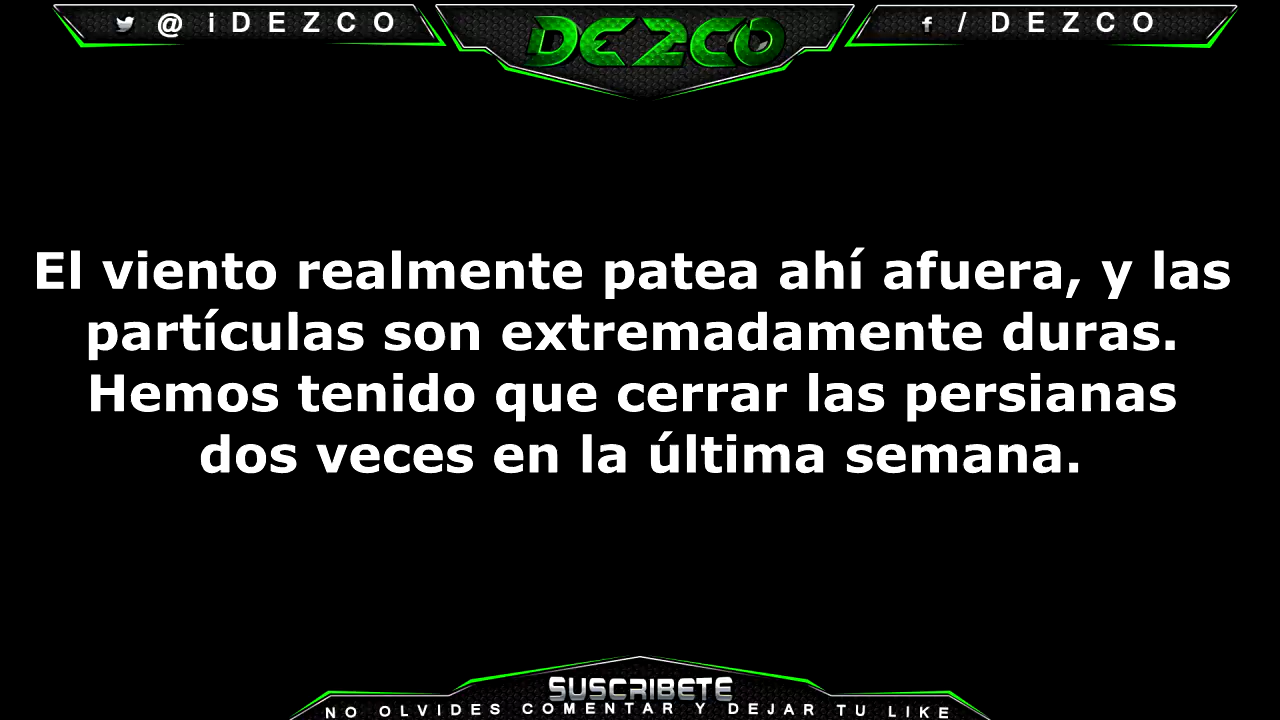 @iDEZCO
DEZCO
/DEZCO
El viento realmente patea ahí afuera, y las
partículas son extremadamente duras.
Hemos tenido que cerrar las persianas
dos veces en la última semana.
SUSCRIBETE
NO OLVIDES COMENTAR Y DEJAR TU LIKE